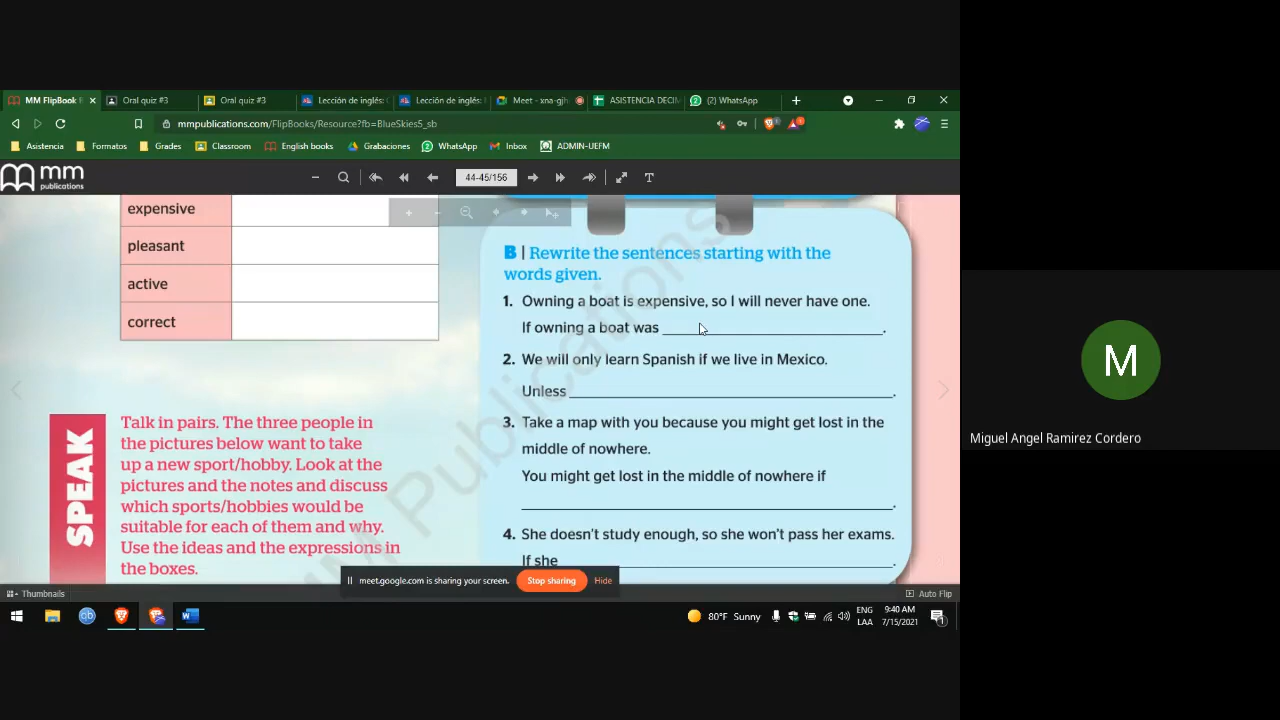 MM FlipBook
Oral quiz #3
Oral quiz #3
Lección de inglés:
Lección de inglés:
Meet - xna-gjh
ASISTENCIA DECIM
(2) WhatsApp
mmpublications.com/FlipBooks/Resource?fb=BlueSkies5_sb
Asistencia
Formatos
Grades
Classroom
English books
Grabaciones
WhatsApp
Inbox
ADMIN-UEFM
mm
publications
44-45/156
expensive
pleasant
active
correct
SPEAK
Talk in pairs. The three people in
the pictures below want to take
up a new sport/hobby. Look at the
pictures and the notes and discuss
which sports/hobbies would be
suitable for each of them and why.
Use the ideas and the expressions in
the boxes.
B | Rewrite the sentences starting with the
words given.
1. Owning a boat is expensive, so I will never have one.
If owning a boat was ____.
2. We will only learn Spanish if we live in Mexico.
Unless ____.
3. Take a map with you because you might get lost in the
middle of nowhere.
You might get lost in the middle of nowhere if
____.
4. She doesn't study enough, so she won't pass her exams.
If she ____.
MM Publications
meet.google.com is sharing your screen.
Stop sharing
Hide
Thumbnails
Auto Flip
80°F Sunny
ENG
LAA
9:40 AM
7/15/2021
1
M
Miguel Angel Ramirez Cordero